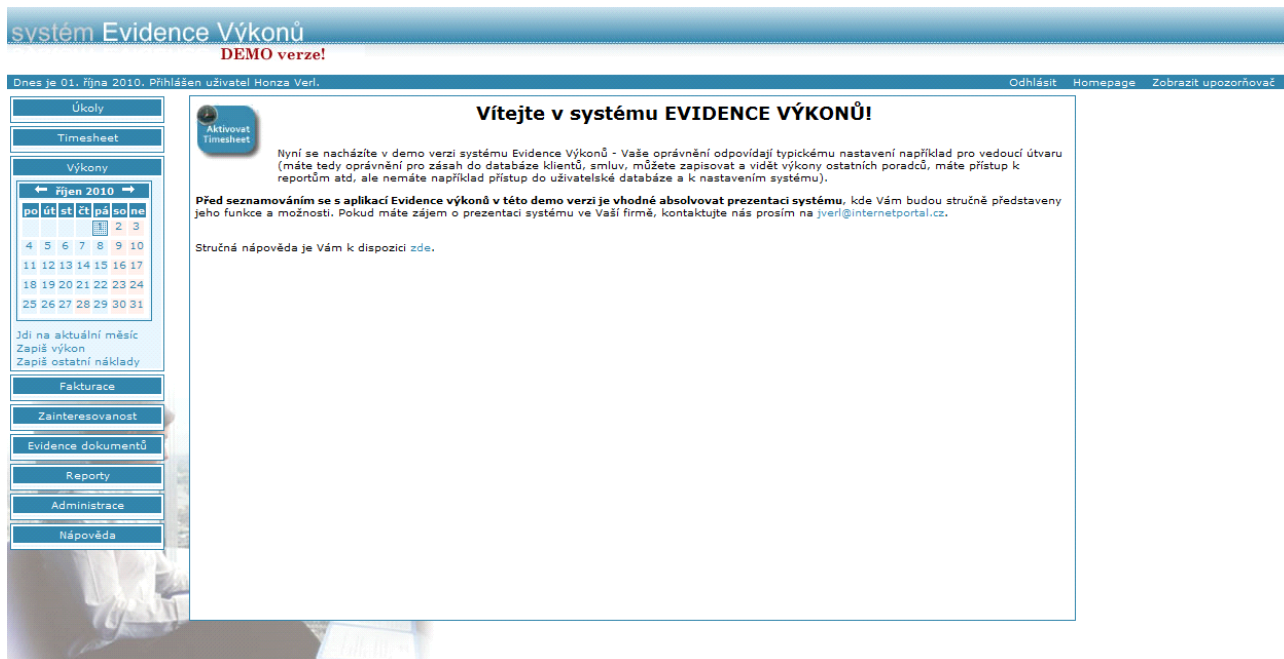 systém Evidence Výkonů
DEMO verze!
Dnes je 01. října 2010. Přihlášen uživatel Honza Verl.
Odhlásit Homepage Zobrazit upozorňovač
Úkoly
Timesheet
Výkony
← říjen 2010 →
po út st čt pá so ne
1 2 3
4 5 6 7 8 9 10
11 12 13 14 15 16 17
18 19 20 21 22 23 24
25 26 27 28 29 30 31
Jdi na aktuální měsíc
Zapiš výkon
Zapiš ostatní náklady
Fakturace
Zainteresovanost
Evidence dokumentů
Reporty
Administrace
Nápověda
Aktivovat
Timesheet
Vítejte v systému EVIDENCE VÝKONŮ!
Nyní se nacházíte v demo verzi systému Evidence Výkonů - Vaše oprávnění odpovídají typickému nastavení například pro vedoucí útvaru
(máte tedy oprávnění pro zásah do databáze klientů, smluv, můžete zapisovat a vidět výkony ostatních poradců, máte přístup k
reportům atd, ale nemáte například přístup do uživatelské databáze a k nastavením systému).
Před seznamováním se s aplikací Evidence výkonů v této demo verzi je vhodné absolvovat prezentaci systému, kde Vám budou stručně představeny
jeho funkce a možnosti. Pokud máte zájem o prezentaci systému ve Vaší firmě, kontaktujte nás prosím na jverl@internetportal.cz.
Stručná nápověda je Vám k dispozici zde.